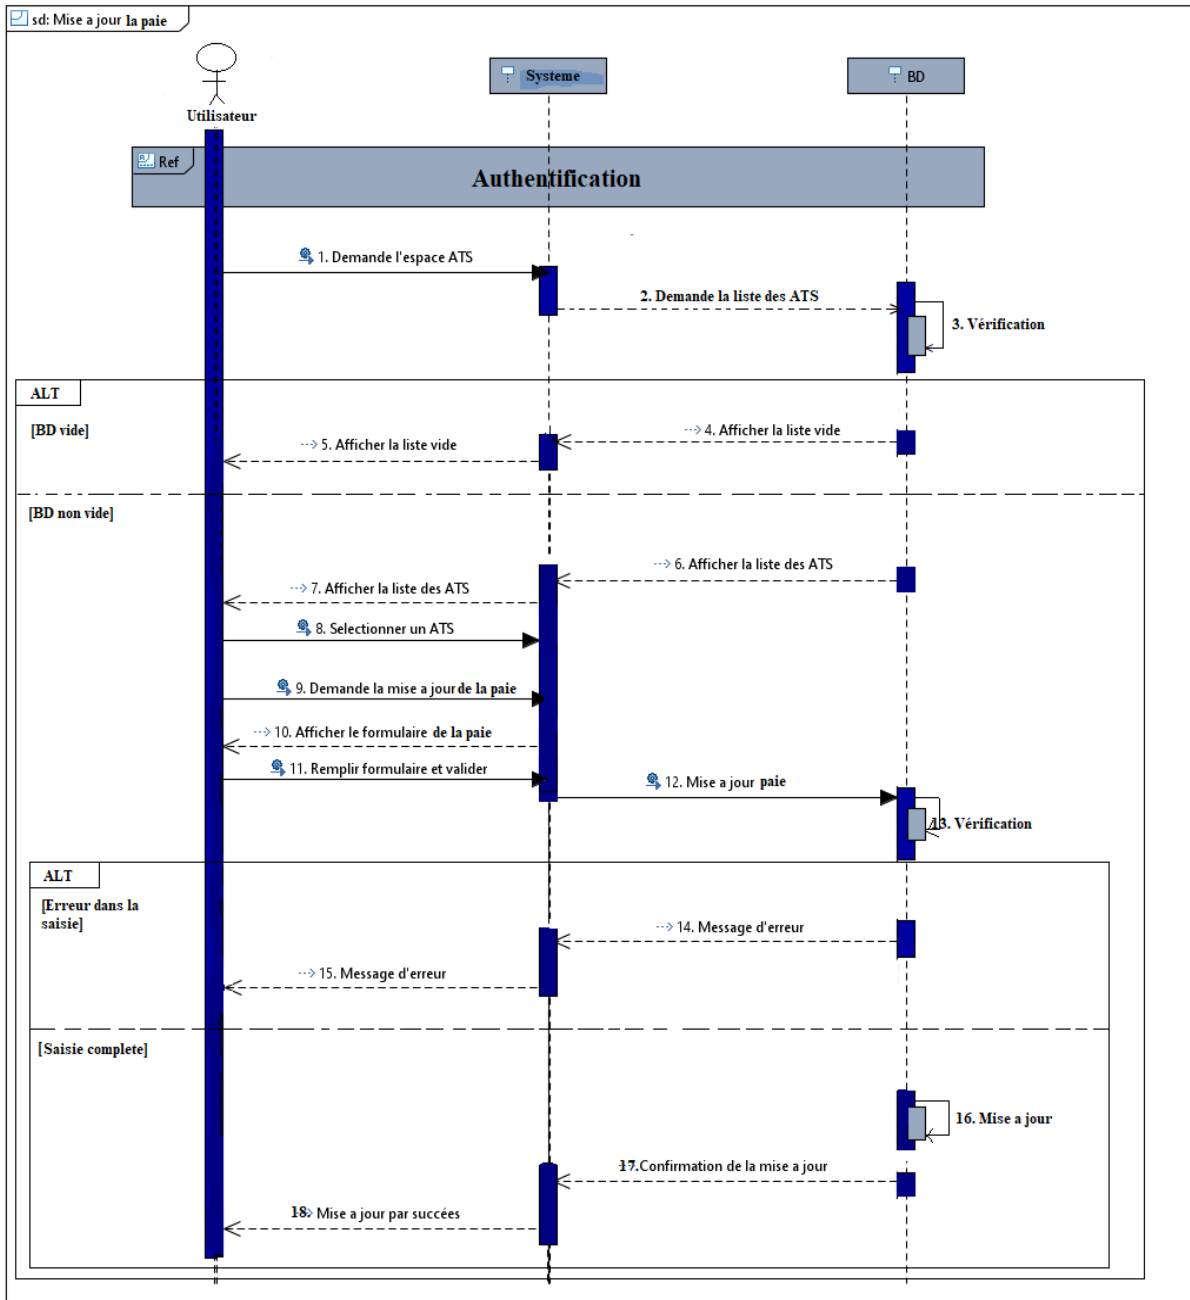 sd: Mise a jour la paie
Utilisateur
Systeme
BD
Ref
Authentification
1. Demande l'espace ATS
2. Demande la liste des ATS
3. Vérification
ALT
[BD vide]
4. Afficher la liste vide
5. Afficher la liste vide
[BD non vide]
6. Afficher la liste des ATS
7. Afficher la liste des ATS
8. Selectionner un ATS
9. Demande la mise a jour de la paie
10. Afficher le formulaire de la paie
11. Remplir formulaire et valider
12. Mise a jour paie
13. Vérification
ALT
[Erreur dans la
saisie]
14. Message d'erreur
15. Message d'erreur
[Saisie complete]
16. Mise a jour
17.Confirmation de la mise a jour
18. Mise a jour par succées